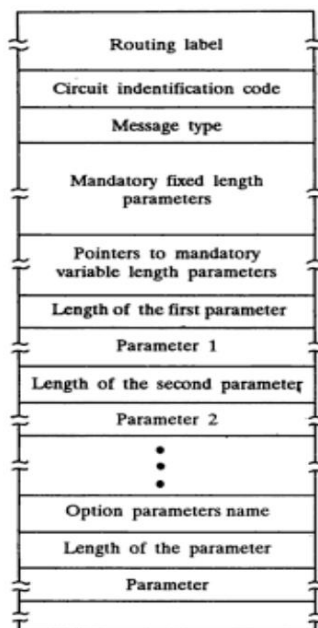 Routing label
Circuit indentification code
Message type
Mandatory fixed length
parameters
Pointers to mandatory
variable length parameters
Length of the first parameter
Parameter 1
Length of the second parameter
Parameter 2
Option parameters name
Length of the parameter
Parameter